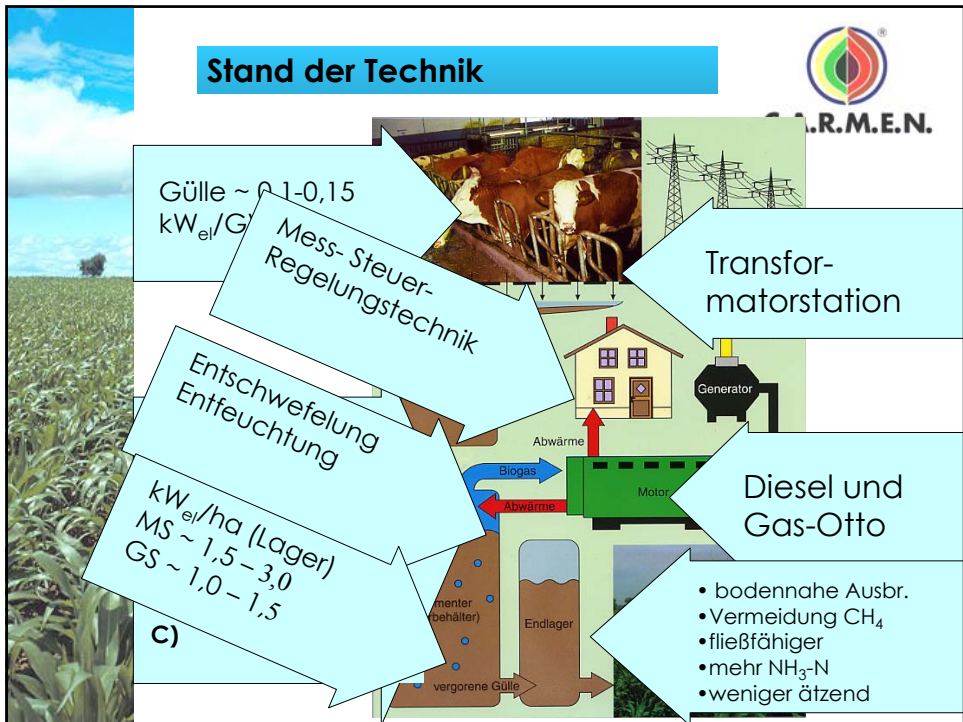 Stand der Technik
C.A.R.M.E.N.
®
Gülle ~ 0,1-0,15
kWel/GV
Mess- Steuer-
Regelungstechnik
Transfor-
matorstation
Generator
Entschwefelung
Entfeuchtung
Abwärme
Biogas
Motor
Abwärme
Diesel und
Gas-Otto
kWel/ha (Lager)
MS ~ 1,5 – 3,0
GS ~ 1,0 – 1,5
C)
Endlager
vergorene Gülle
• bodennahe Ausbr.
•Vermeidung CH4
•fließfähiger
•mehr NH3-N
•weniger ätzend